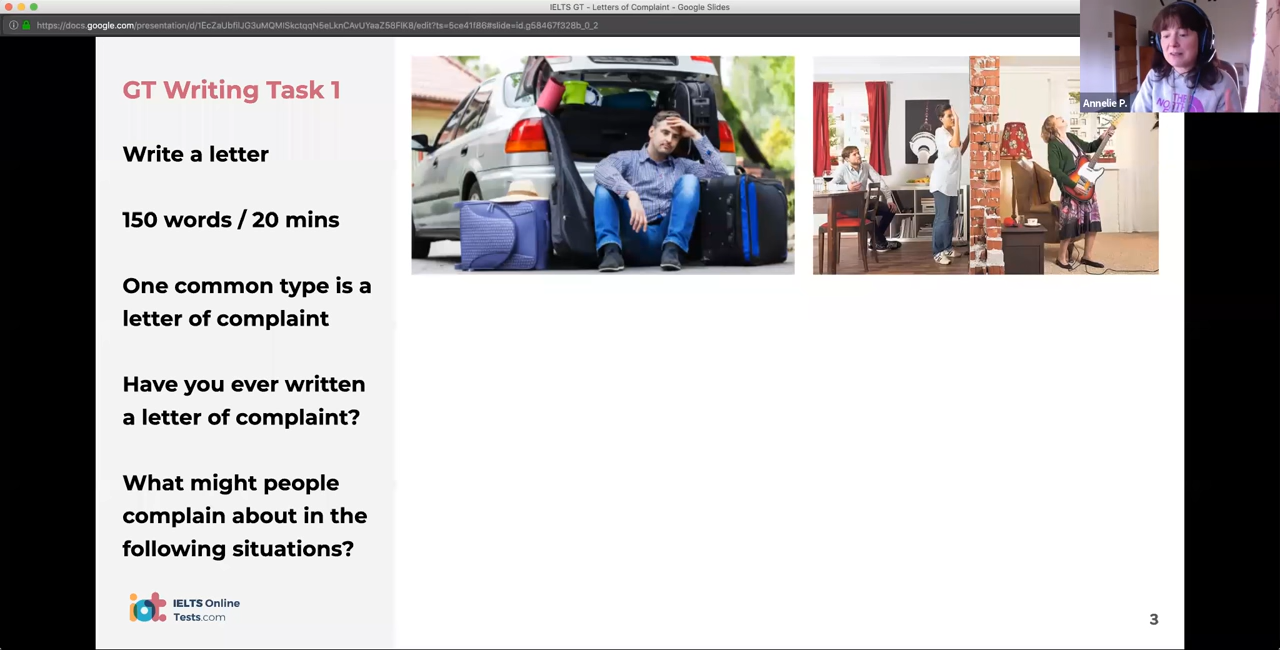 IELTS GT - Letters of Complaint - Google Slides
GT Writing Task 1
Write a letter
150 words / 20 mins
One common type is a
letter of complaint
Have you ever written
a letter of complaint?
What might people
complain about in the
following situations?
iot
IELTS Online
Tests.com
3
Annelie P.
THE